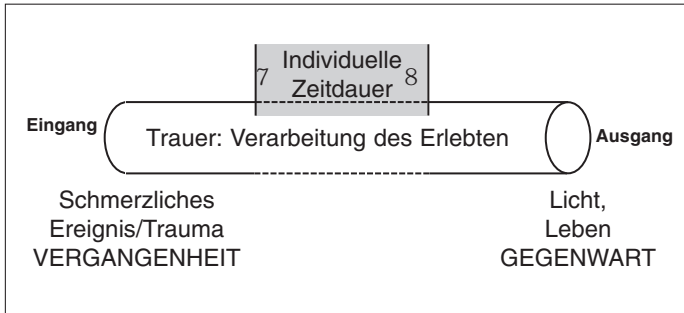 7 Individuelle 8
Zeitdauer
Eingang
Trauer: Verarbeitung des Erlebten
Ausgang
Schmerzliches
Ereignis/Trauma
VERGANGENHEIT
Licht,
Leben
GEGENWART